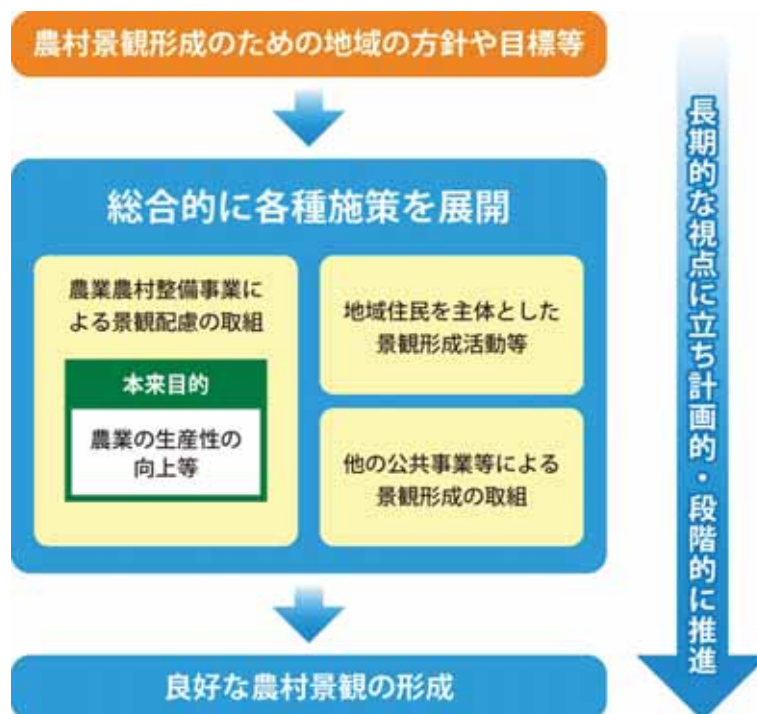 農村景観形成のための地域の方針や目標等
総合的に各種施策を展開
農業農村整備事業に
よる景観配慮の取組
本来目的
農業の生産性の
向上等
地域住民を主体とした
景観形成活動等
他の公共事業等による
景観形成の取組
良好な農村景観の形成
長期的な視点に立ち計画的・段階的に推進